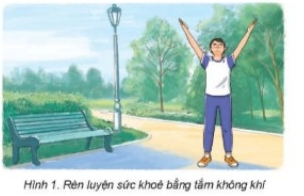 Hình 1. Rèn luyện sức khoẻ bằng tắm không khí